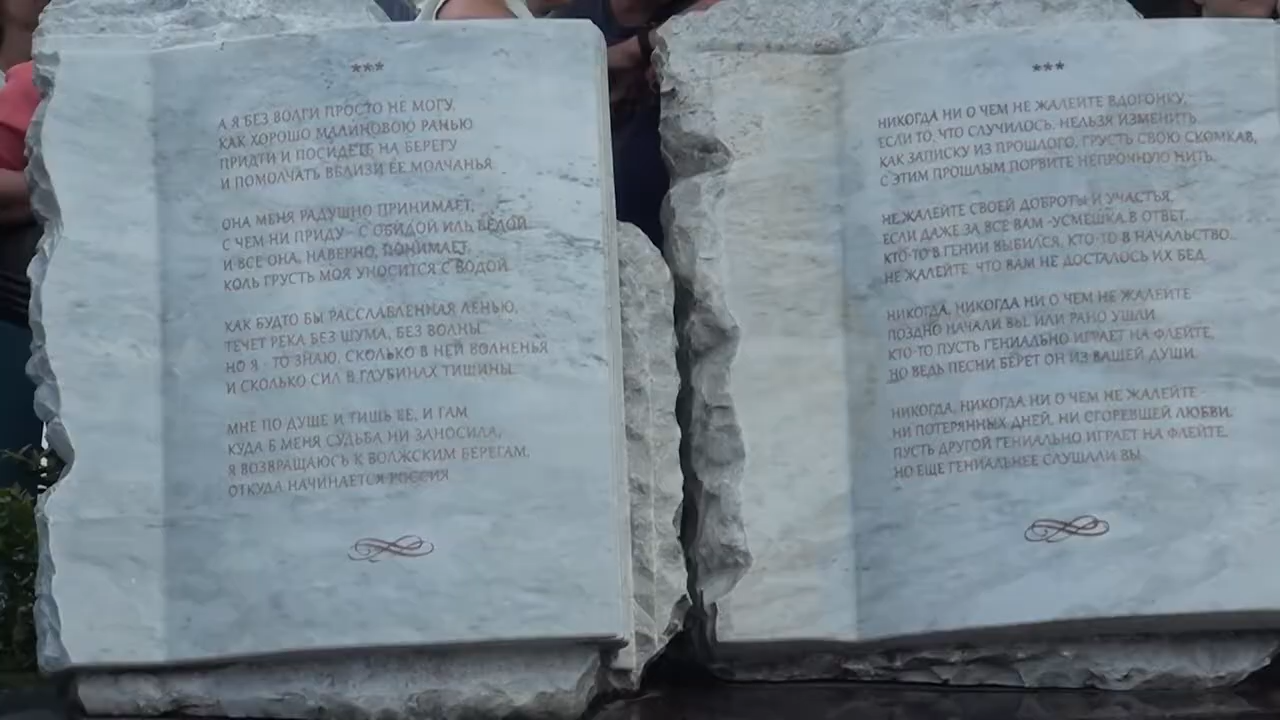 ***
А Я БЕЗ ВОЛГИ ПРОСТО НЕ МОГУ,
КАК ХОРОШО МАЛИНОВОЮ РАНЬЮ
ПРИДТИ И ПОСИДЕТЬ НА БЕРЕГУ
И ПОМОЛЧАТЬ ВБЛИЗИ ЕЕ МОЛЧАНЬЯ.
ОНА МЕНЯ РАДУШНО ПРИНИМАЕТ,
С ЧЕМ НИ ПРИДУ - С ОБИДОЙ ИЛЬ БЕДОЙ.
И ВСЕ ОНА, НАВЕРНО, ПОНИМАЕТ,
КОЛЬ ГРУСТЬ МОЯ УНОСИТСЯ С ВОДОЙ.
КАК БУДТО БЫ РАССЛАБЛЕННАЯ ЛЕНЬЮ,
ТЕЧЕТ РЕКА БЕЗ ШУМА, БЕЗ ВОЛНЫ.
НО Я - ТО ЗНАЮ, СКОЛЬКО В НЕЙ ВОЛНЕНЬЯ
И СКОЛЬКО СИЛ В ГЛУБИНАХ ТИШИНЫ.
МНЕ ПО ДУШЕ И ТИШЬ ЕЕ, И ГАМ
КУДА Б МЕНЯ СУДЬБА НИ ЗАНОСИЛА,
Я ВОЗВРАЩАЮСЬ К ВОЛЖСКИМ БЕРЕГАМ,
ОТКУДА НАЧИНАЕТСЯ РОССИЯ
***
НИКОГДА НИ О ЧЕМ НЕ ЖАЛЕЙТЕ ВДОГОНКУ,
ЕСЛИ ТО, ЧТО СЛУЧИЛОСЬ, НЕЛЬЗЯ ИЗМЕНИТЬ.
КАК ЗАПИСКУ ИЗ ПРОШЛОГО, ГРУСТЬ СВОЮ СКОМКАВ,
С ЭТИМ ПРОШЛЫМ ПОРВИТЕ НЕПРОЧНУЮ НИТЬ.
НЕ ЖАЛЕЙТЕ СВОЕЙ ДОБРОТЫ И УЧАСТЬЯ,
ЕСЛИ ДАЖЕ ЗА ВСЕ ВАМ -УСМЕШКА В ОТВЕТ.
КТО-ТО В ГЕНИИ ВЫБИЛСЯ, КТО-ТО В НАЧАЛЬСТВО...
НЕ ЖАЛЕЙТЕ, ЧТО ВАМ НЕ ДОСТАЛОСЬ ИХ БЕД.
НИКОГДА, НИКОГДА НИ О ЧЕМ НЕ ЖАЛЕЙТЕ
ПОЗДНО НАЧАЛИ ВЫ, ИЛИ РАНО УШЛИ.
КТО-ТО ПУСТЬ ГЕНИАЛЬНО ИГРАЕТ НА ФЛЕЙТЕ,
НО ВЕДЬ ПЕСНИ БЕРЕТ ОН ИЗ ВАШЕЙ ДУШИ.
НИКОГДА, НИКОГДА НИ О ЧЕМ НЕ ЖАЛЕЙТЕ -
НИ ПОТЕРЯННЫХ ДНЕЙ, НИ СГОРЕВШЕЙ ЛЮБВИ.
ПУСТЬ ДРУГОЙ ГЕНИАЛЬНО ИГРАЕТ НА ФЛЕЙТЕ,
НО ЕЩЕ ГЕНИАЛЬНЕЕ СЛУШАЛИ ВЫ